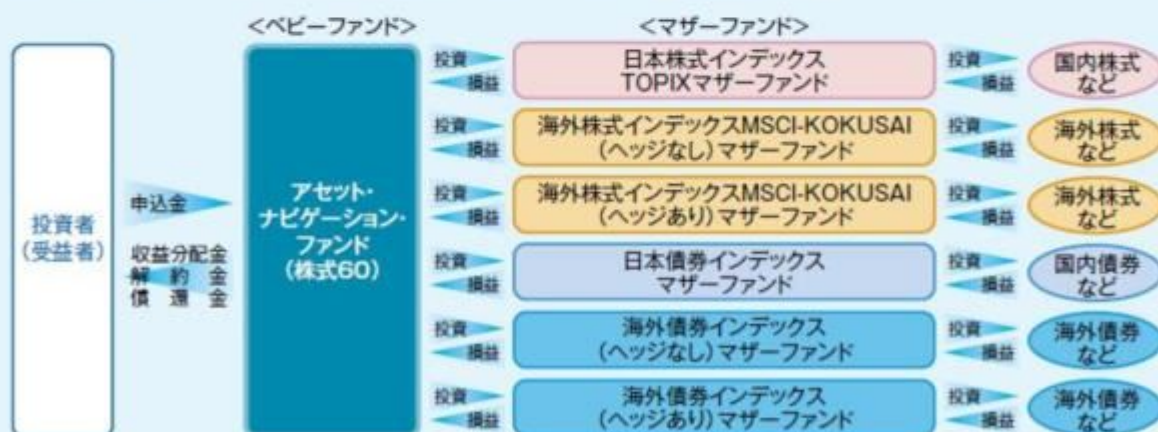 <ベビーファンド>
<マザーファンド>
投資者
(受益者)
申込金
収益分配金
解約金
償還金
アセット・
ナビゲーション・
ファンド
(株式60)
投資
損益
日本株式インデックス
TOPIXマザーファンド
投資
損益
国内株式
など
投資
損益
海外株式インデックスMSCI-KOKUSAI
(ヘッジなし)マザーファンド
投資
損益
海外株式
など
投資
損益
海外株式インデックスMSCI-KOKUSAI
(ヘッジあり)マザーファンド
投資
損益
海外株式
など
投資
損益
日本債券インデックス
マザーファンド
投資
損益
国内債券
など
投資
損益
海外債券インデックス
(ヘッジなし)マザーファンド
投資
損益
海外債券
など
投資
損益
海外債券インデックス
(ヘッジあり)マザーファンド
投資
損益
海外債券
など